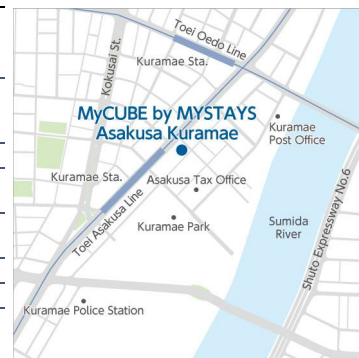 Toei Oedo Line
Kokusai St.
Kuramae Sta.
MyCUBE by MYSTAYS
Asakusa Kuramae
Kuramae
Post Office
Kuramae Sta.
Asakusa Tax Office
Toei Asakusa Line
Kuramae Park
Sumida
River
Shuto Expressway No.6
Kuramae Police Station